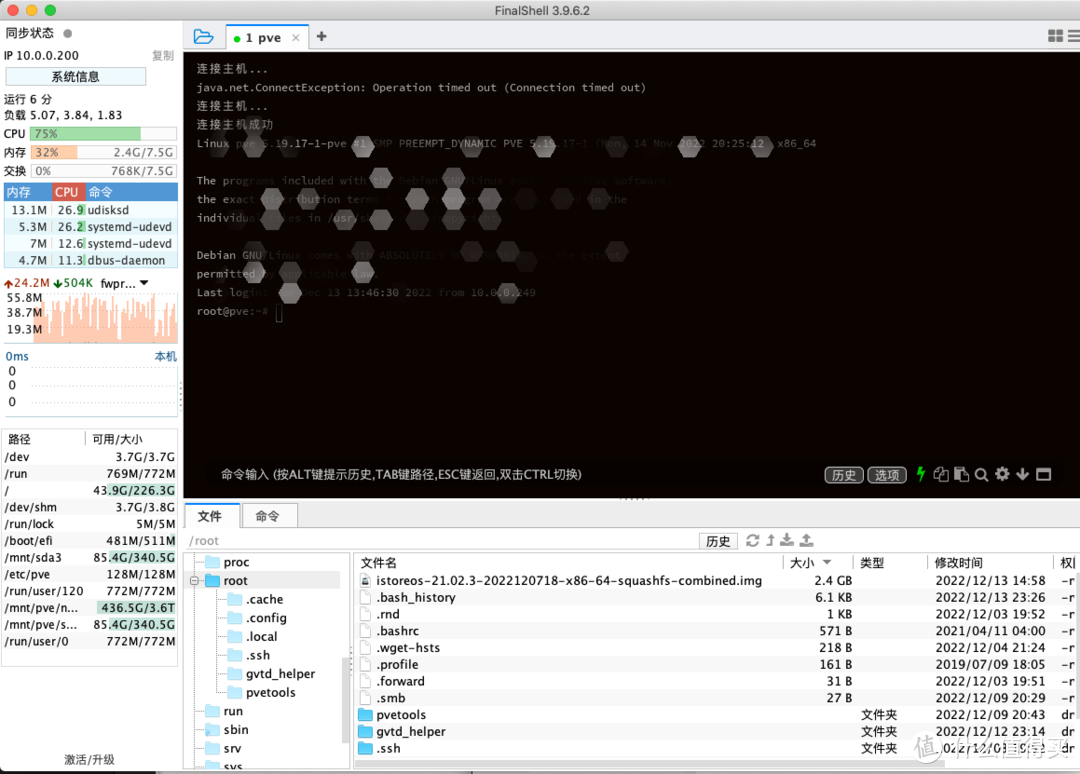 FinalShell 3.9.6.2
同步状态
IP 10.0.0.200
复制
系统信息
运行 6 分
负载 5.07, 3.84, 1.83
CPU 75%
内存 32% 2.4G/7.5G
交换 0% 768K/7.5G
内存 CPU 命令
13.1M 26.9 udisksd
5.3M 26.2 systemd-udevd
7M 12.6 systemd-udevd
4.7M 11.3 dbus-daemon
24.2M 504K fwpr...
55.8M
38.7M
19.3M
0ms 本机
0
0
0
路径 可用/大小
/dev 3.7G/3.7G
/run 769M/772M
/ 43.9G/226.3G
/dev/shm 3.7G/3.8G
/run/lock 5M/5M
/boot/efi 481M/511M
/mnt/sda3 85.4G/340.5G
/etc/pve 128M/128M
/run/user/120 772M/772M
/mnt/pve/n... 436.5G/3.6T
/mnt/pve/s... 85.4G/340.5G
/run/user/0 772M/772M
激活/升级
1 pve
连接主机...
java.net.ConnectException: Operation timed out (Connection timed out)
连接主机...
连接主机成功
Linux pve 5.19.17-1-pve #1 SMP PREEMPT_DYNAMIC PVE 5.19.17-1 (Mon, 14 Nov 2022 20:25:12 x86_64
The programs included with the Debian GNU/Linux software;
the exact distribution terms in the
individual files in /usr/share
Debian GNU/Linux comes with ABSOLUTELY the extent
permitted by applicable law.
Last login: Dec 13 13:46:30 2022 from 10.0.0.249
root@pve:~#
命令输入 (按ALT键提示历史,TAB键路径,ESC键返回,双击CTRL切换)
历史 选项
文件 命令
/root
历史
proc
root
.cache
.config
.local
.ssh
gvtd_helper
pvetools
run
sbin
srv
sys
文件名 大小 类型 修改时间 权
istoreos-21.02.3-2022120718-x86-64-squashfs-combined.img 2.4 GB 2022/12/13 14:58 -r
.bash_history 6.1 KB 2022/12/13 23:26 -r
.rnd 1 KB 2022/12/03 19:52 -r
.bashrc 571 B 2021/04/11 04:00 -r
.wget-hsts 218 B 2022/12/04 21:24 -r
.profile 161 B 2019/07/09 18:05 -r
.forward 31 B 2022/12/03 19:51 -r
.smb 27 B 2022/12/09 20:29 -r
pvetools 文件夹 2022/12/09 20:43 dr
gvtd_helper 文件夹 2022/12/12 23:14 dr
.ssh 文件夹 2022/12/03 19:52 dr
值 什么值得买